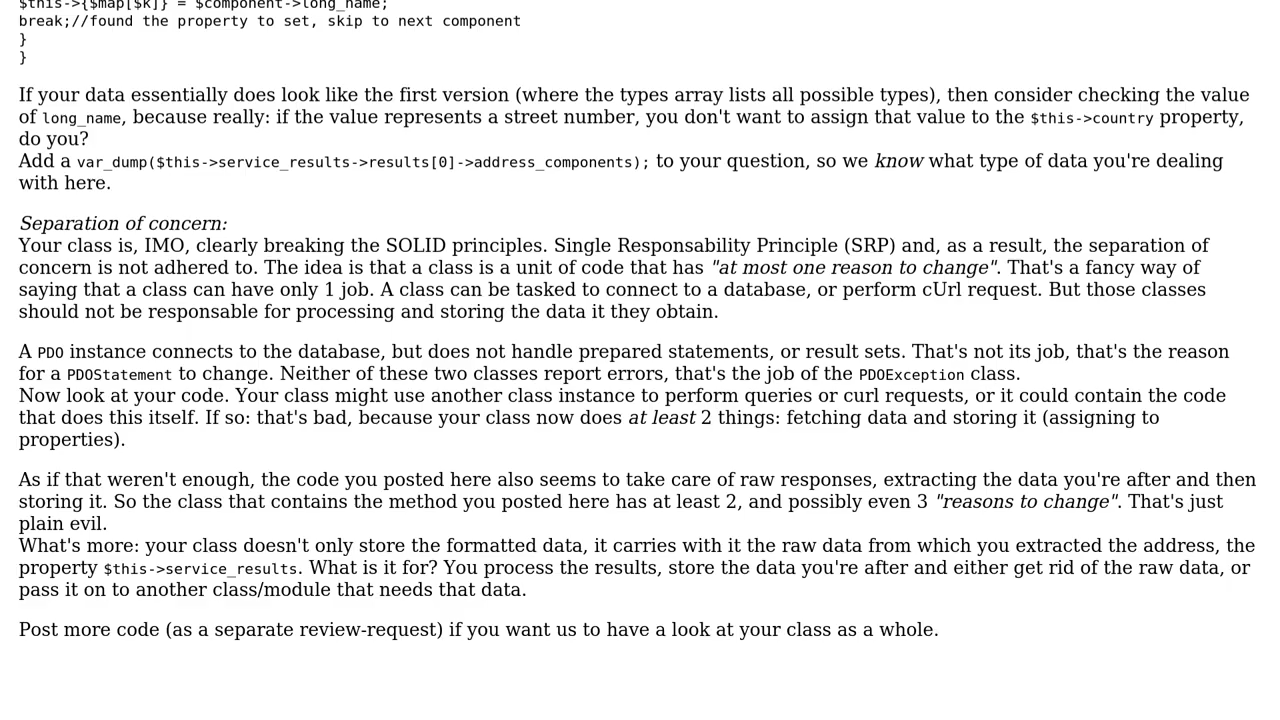 $this->{$map[$k]} = $component->long_name;
break;//found the property to set, skip to next component
}
}
If your data essentially does look like the first version (where the types array lists all possible types), then consider checking the value
of long_name, because really: if the value represents a street number, you don't want to assign that value to the $this->country property,
do you?
Add a var_dump($this->service_results->results[0]->address_components); to your question, so we know what type of data you're dealing
with here.
Separation of concern:
Your class is, IMO, clearly breaking the SOLID principles. Single Responsability Principle (SRP) and, as a result, the separation of
concern is not adhered to. The idea is that a class is a unit of code that has "at most one reason to change". That's a fancy way of
saying that a class can have only 1 job. A class can be tasked to connect to a database, or perform cUrl request. But those classes
should not be responsable for processing and storing the data it they obtain.
A PDO instance connects to the database, but does not handle prepared statements, or result sets. That's not its job, that's the reason
for a PDOStatement to change. Neither of these two classes report errors, that's the job of the PDOException class.
Now look at your code. Your class might use another class instance to perform queries or curl requests, or it could contain the code
that does this itself. If so: that's bad, because your class now does at least 2 things: fetching data and storing it (assigning to
properties).
As if that weren't enough, the code you posted here also seems to take care of raw responses, extracting the data you're after and then
storing it. So the class that contains the method you posted here has at least 2, and possibly even 3 "reasons to change". That's just
plain evil.
What's more: your class doesn't only store the formatted data, it carries with it the raw data from which you extracted the address, the
property $this->service_results. What is it for? You process the results, store the data you're after and either get rid of the raw data, or
pass it on to another class/module that needs that data.
Post more code (as a separate review-request) if you want us to have a look at your class as a whole.